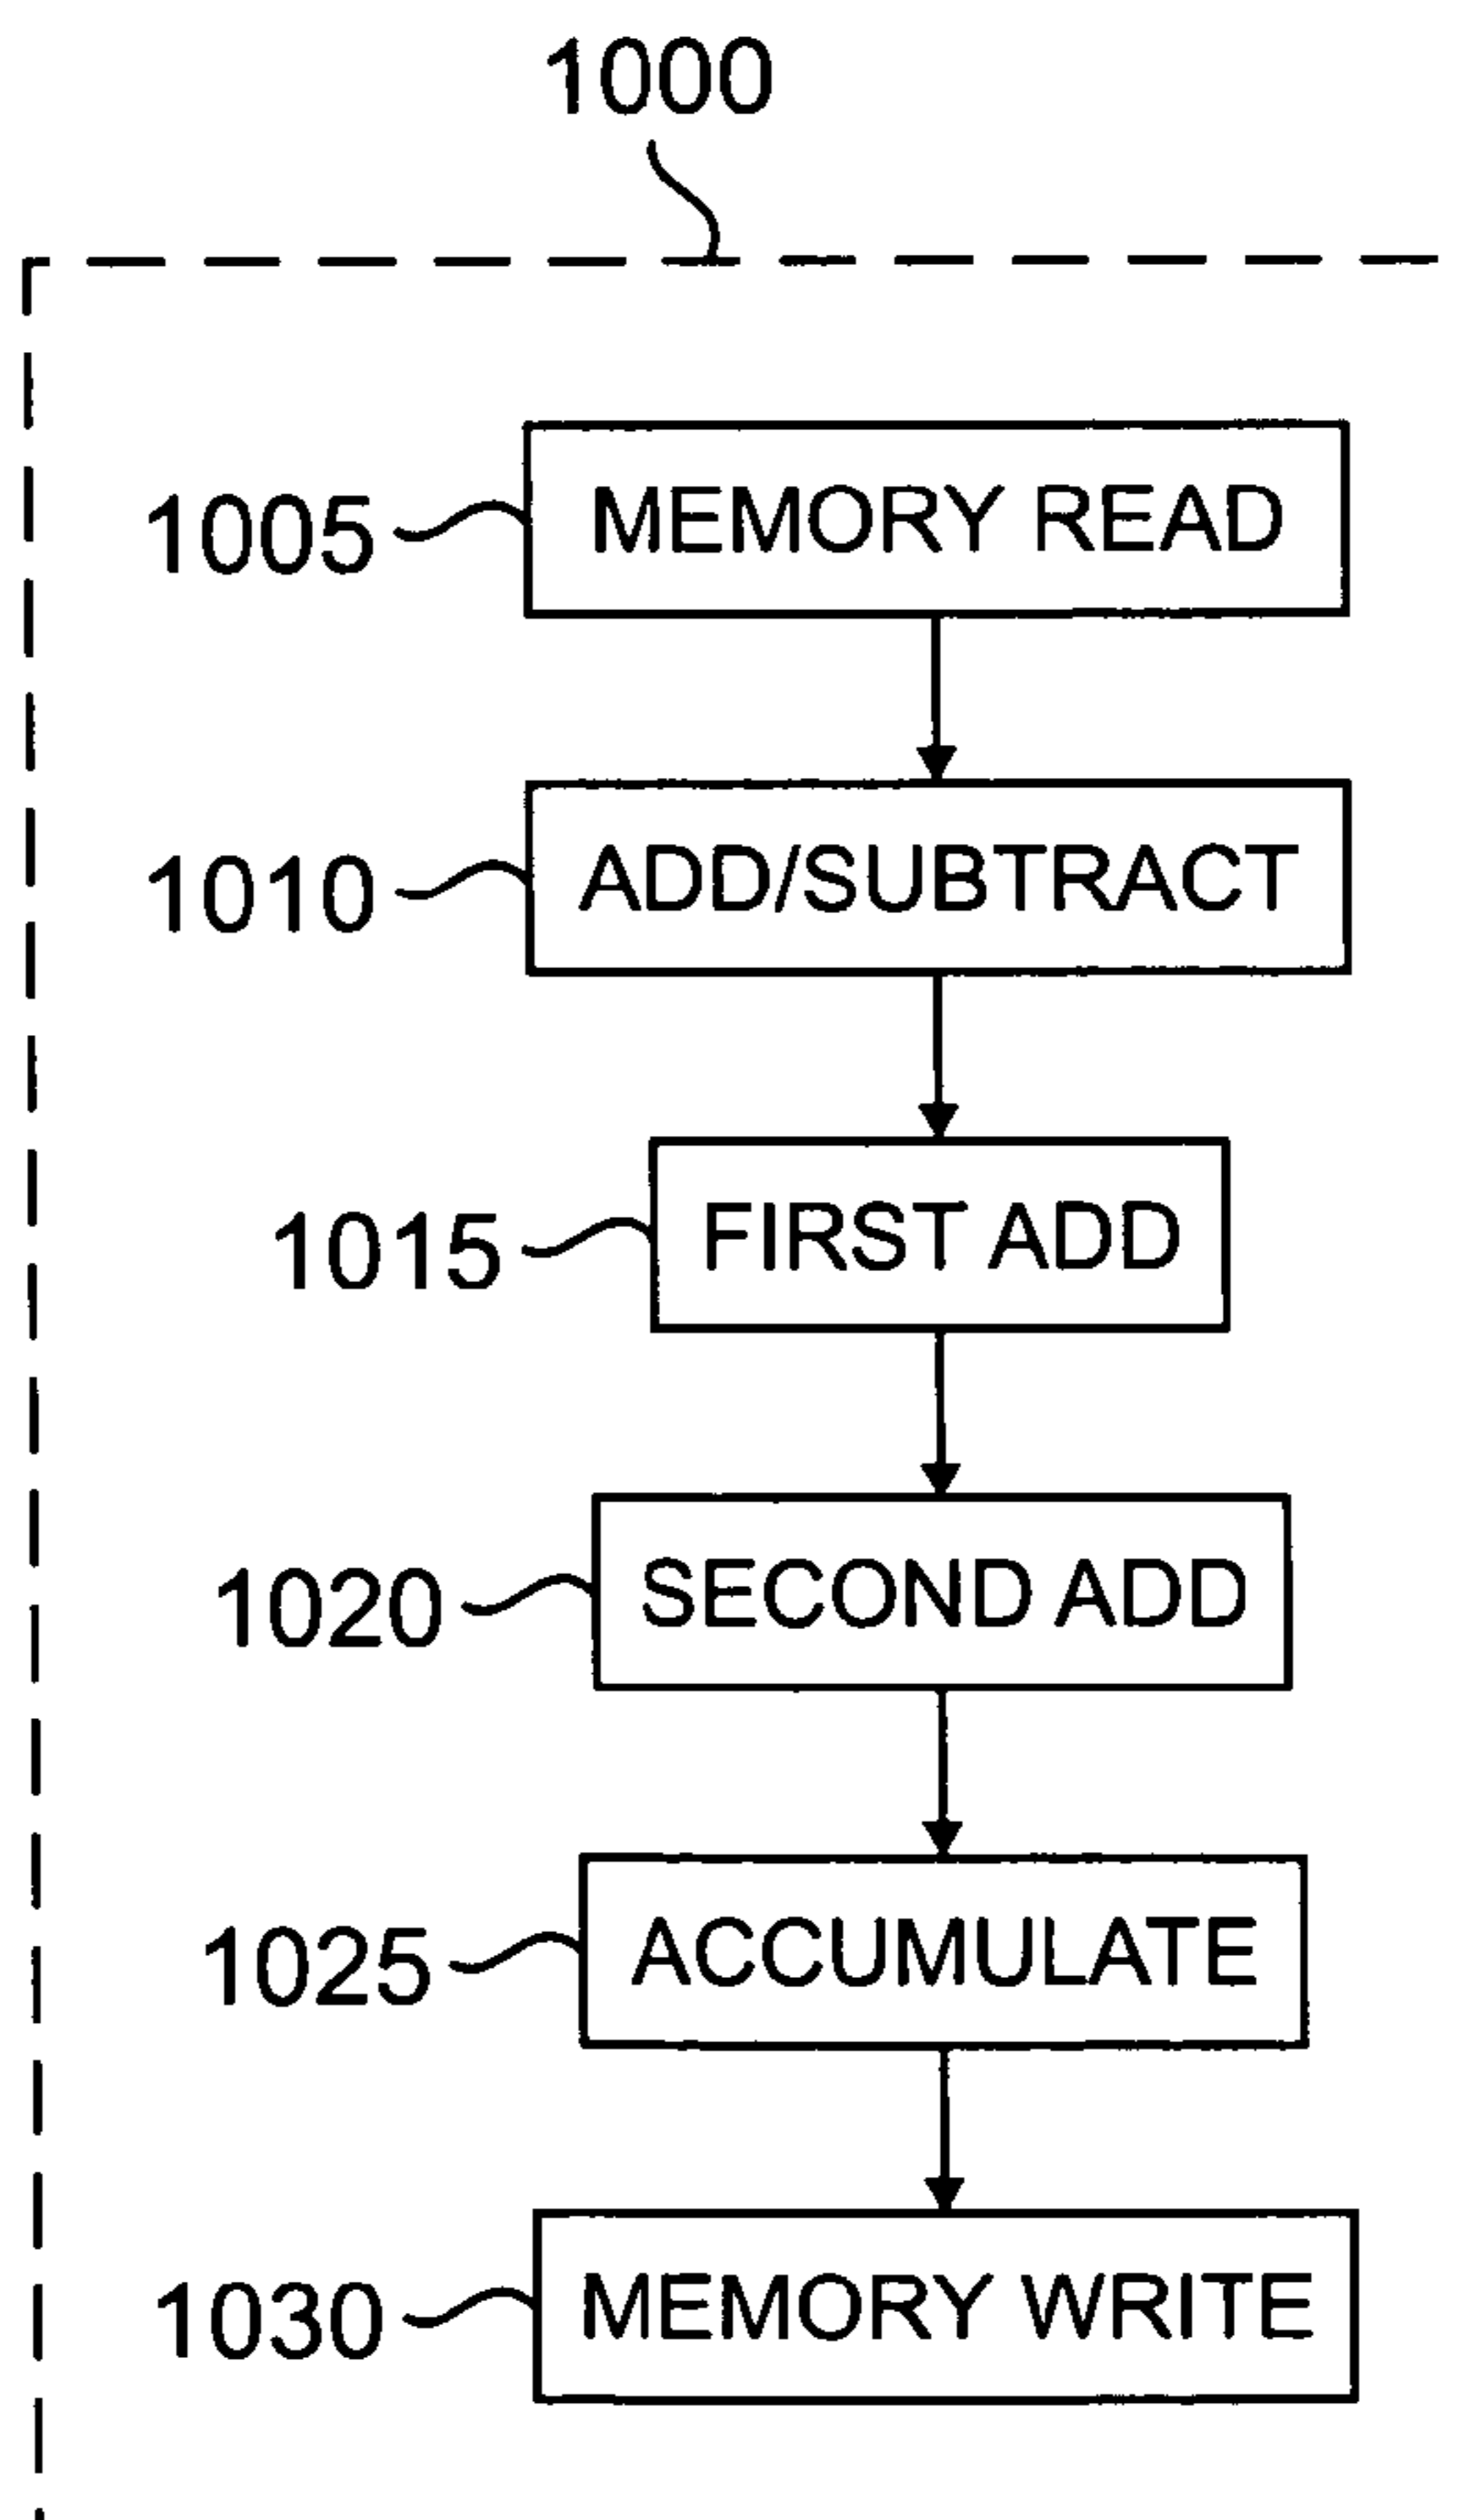 1000
1005 MEMORY READ
1010 ADD/SUBTRACT
1015 FIRST ADD
1020 SECOND ADD
1025 ACCUMULATE
1030 MEMORY WRITE